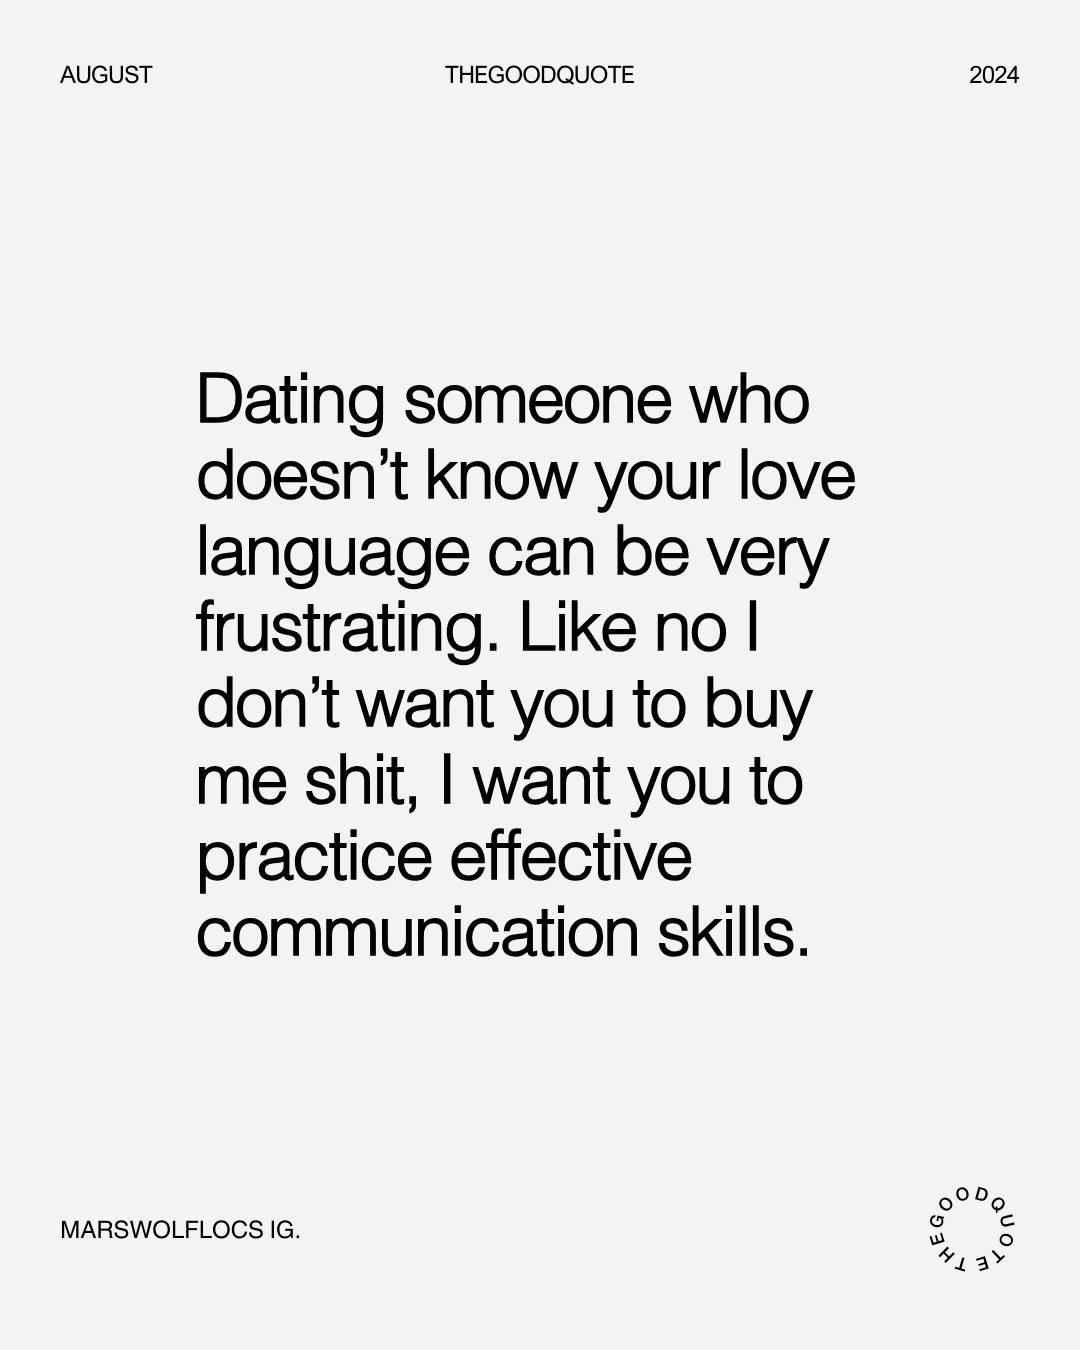 AUGUST THEGOODQUOTE 2024
Dating someone who
doesn’t know your love
language can be very
frustrating. Like no I
don’t want you to buy
me shit, I want you to
practice effective
communication skills.
MARSWOLFLOCS IG.
THEGOODQUOTE